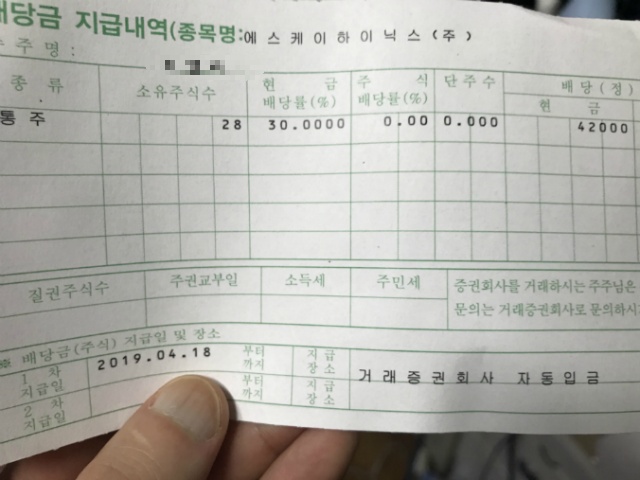 배당금 지급내역(종목명:에스케이하이닉스(주)
주주명:
종류 소유주식수 현금 배당률(%) 주식 배당률(%) 단주수 배당(정)
현금
통주 28 30.0000 0.00 0.000 42000
질권주식수 주권교부일 소득세 주민세 증권회사를 거래하시는 주주님은
문의는 거래증권회사로 문의하시
배당금(주식) 지급일 및 장소
1차 지급일 2019.04.18 부터 까지 지급 장소 거래증권회사 자동입금
2차 지급일 부터 까지 지급 장소